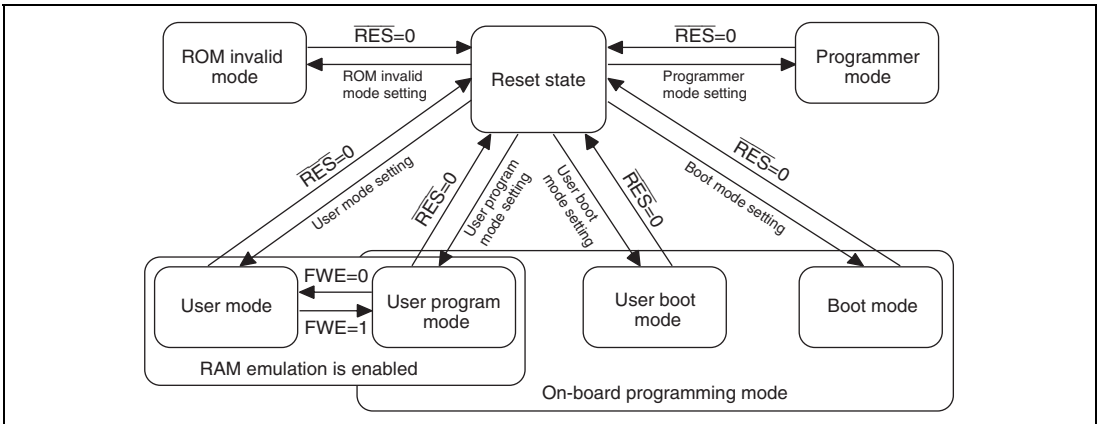 ROM invalid
mode
RES=0
ROM invalid
mode setting
Reset state
RES=0
Programmer
mode setting
Programmer
mode
RES=0
User mode setting
RES=0
User program
mode setting
User boot
mode setting
RES=0
Boot mode setting
RES=0
User mode
FWE=0
FWE=1
User program
mode
User boot
mode
Boot mode
RAM emulation is enabled
On-board programming mode